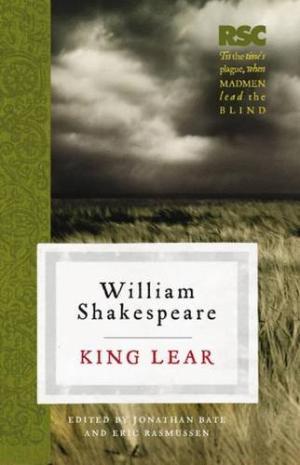 RSC
'Tis the time's
plague, when
MADMEN
lead the
BLIND
William
Shakespeare
KING LEAR
EDITED BY JONATHAN BATE
AND ERIC RASMUSSEN